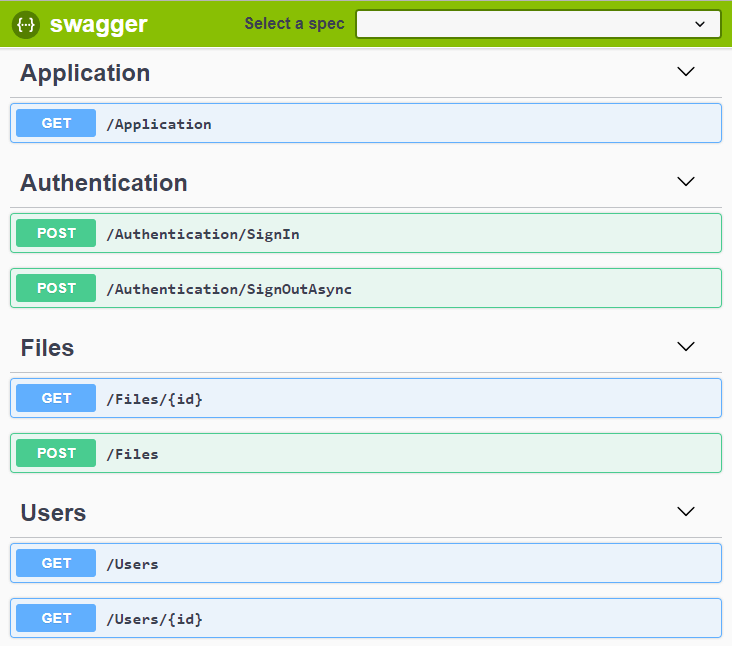 {···} swagger Select a spec
Application
GET /Application
Authentication
POST /Authentication/SignIn
POST /Authentication/SignOutAsync
Files
GET /Files/{id}
POST /Files
Users
GET /Users
GET /Users/{id}